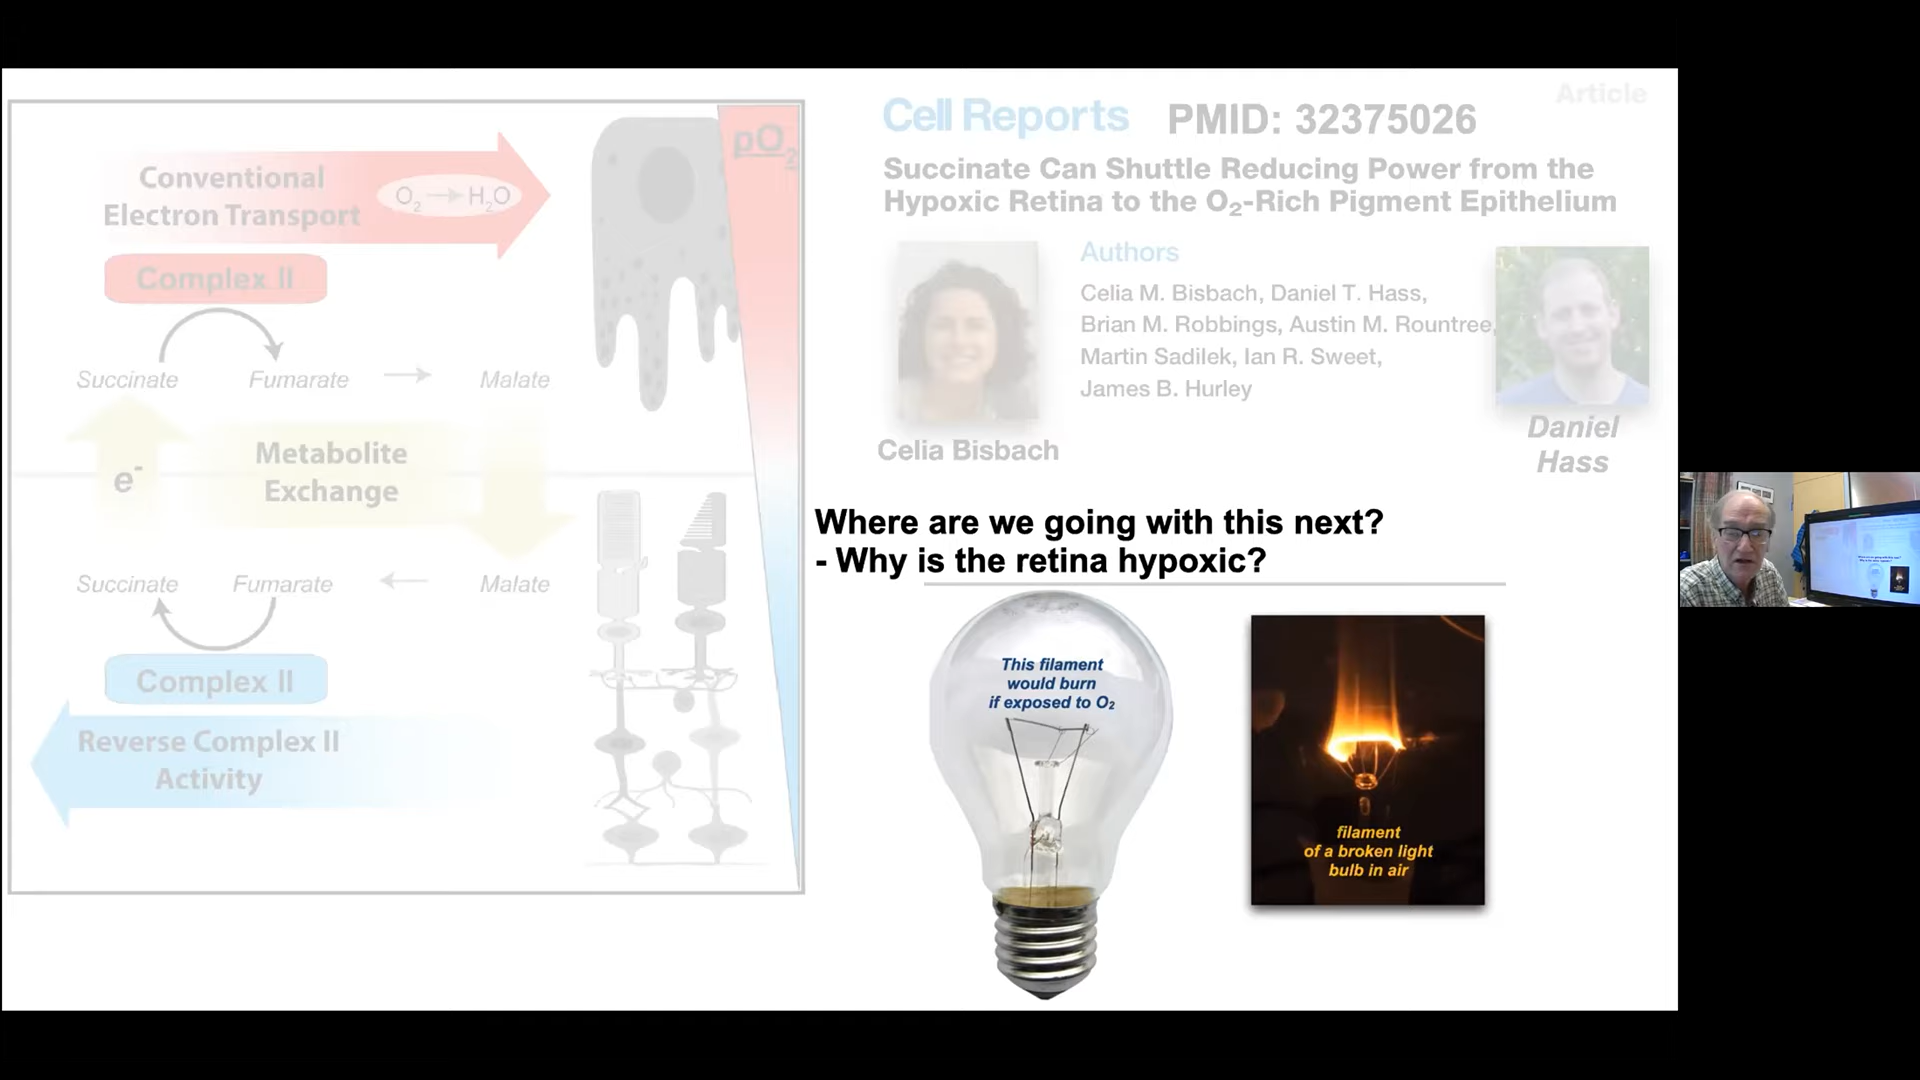 Conventional
Electron Transport
O₂ → H₂O
pO₂
Complex II
Succinate
Fumarate
Malate
e⁻
Metabolite
Exchange
Succinate
Fumarate
Malate
Complex II
Reverse Complex II
Activity
Article
Cell Reports
PMID: 32375026
Succinate Can Shuttle Reducing Power from the
Hypoxic Retina to the O₂-Rich Pigment Epithelium
Authors
Celia M. Bisbach, Daniel T. Hass,
Brian M. Robbings, Austin M. Rountree,
Martin Sadilek, Ian R. Sweet,
James B. Hurley
Celia Bisbach
Daniel
Hass
Where are we going with this next?
- Why is the retina hypoxic?
This filament
would burn
if exposed to O₂
filament
of a broken light
bulb in air